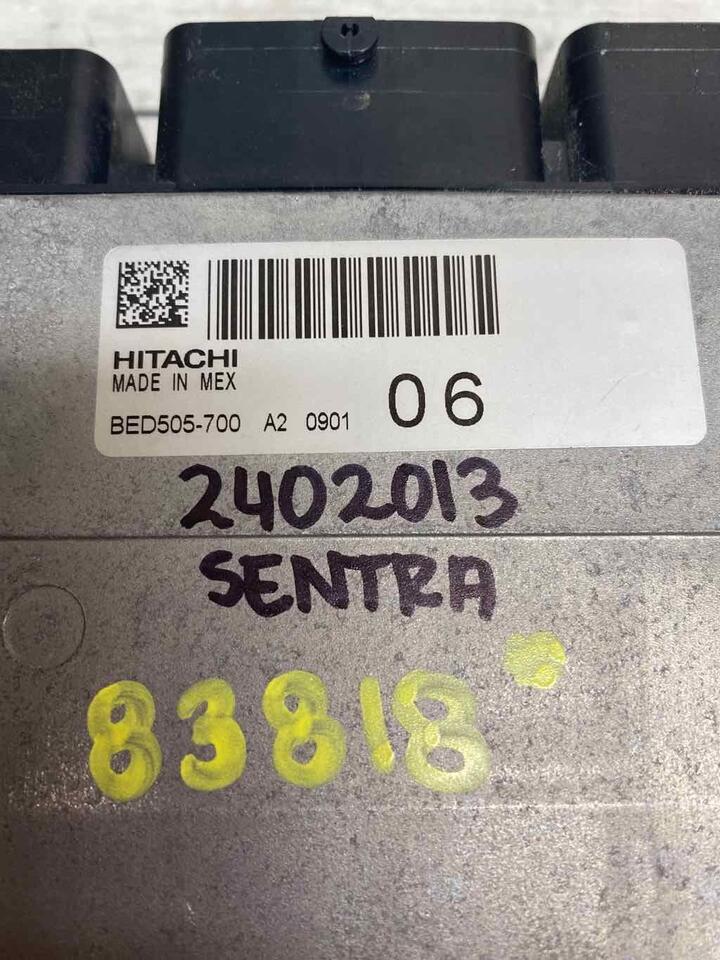 HITACHI
MADE IN MEX
BED505-700 A2 0901 06
2402013
SENTRA
83818